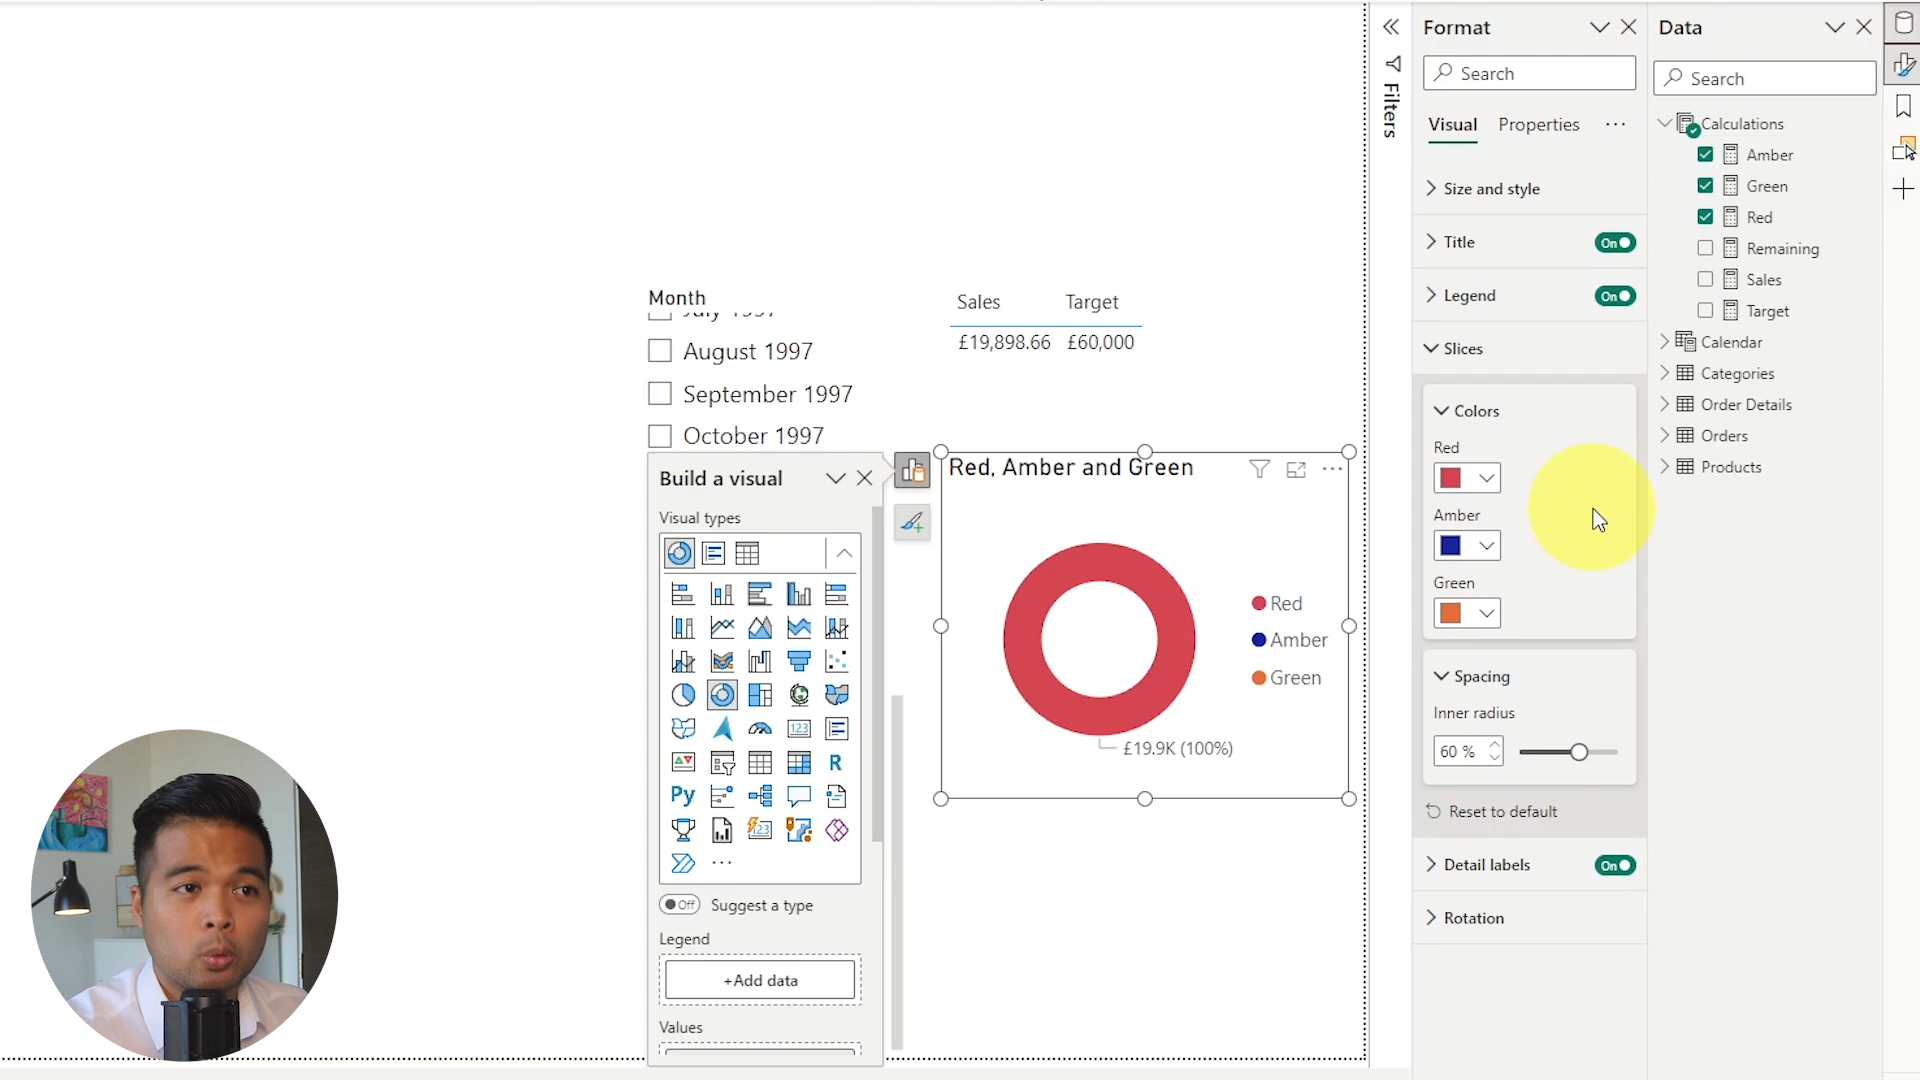 Month
July 1997
August 1997
September 1997
October 1997
Sales Target
£19,898.66 £60,000
Build a visual
Visual types
123
R
Py
123
Off Suggest a type
Legend
+Add data
Values
Red, Amber and Green
Red
Amber
Green
£19.9K (100%)
Filters
Format
Search
Visual Properties
Size and style
Title On
Legend On
Slices
Colors
Red
Amber
Green
Spacing
Inner radius
60 %
Reset to default
Detail labels On
Rotation
Data
Search
Calculations
Amber
Green
Red
Remaining
Sales
Target
Calendar
Categories
Order Details
Orders
Products